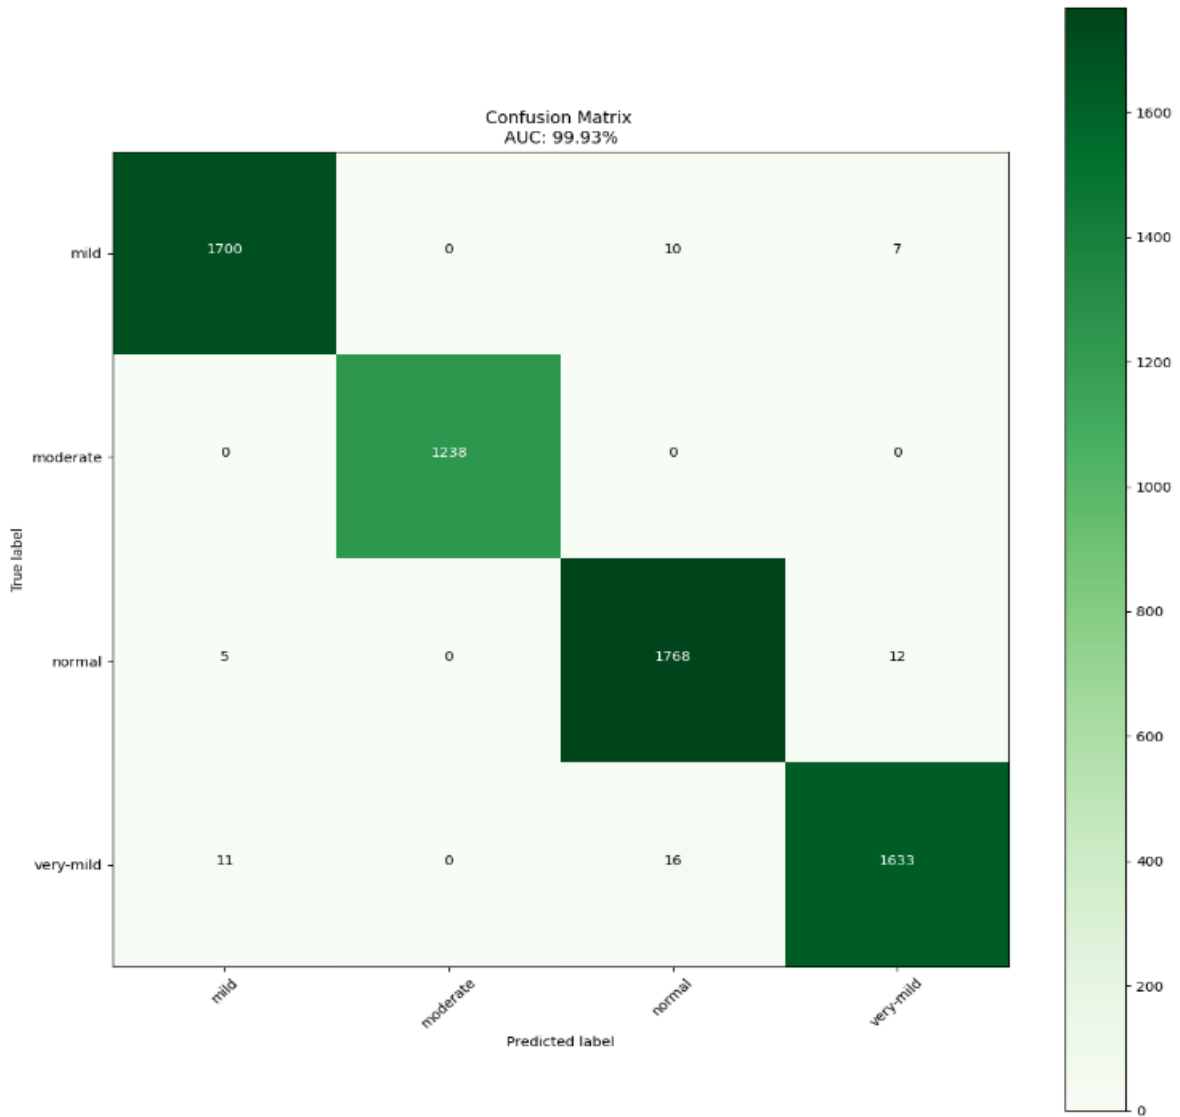 Confusion Matrix
AUC: 99.93%
mild 1700 0 10 7
moderate 0 1238 0 0
normal 5 0 1768 12
very-mild 11 0 16 1633
True label
mild moderate normal very-mild
Predicted label
1600
1400
1200
1000
800
600
400
200
0